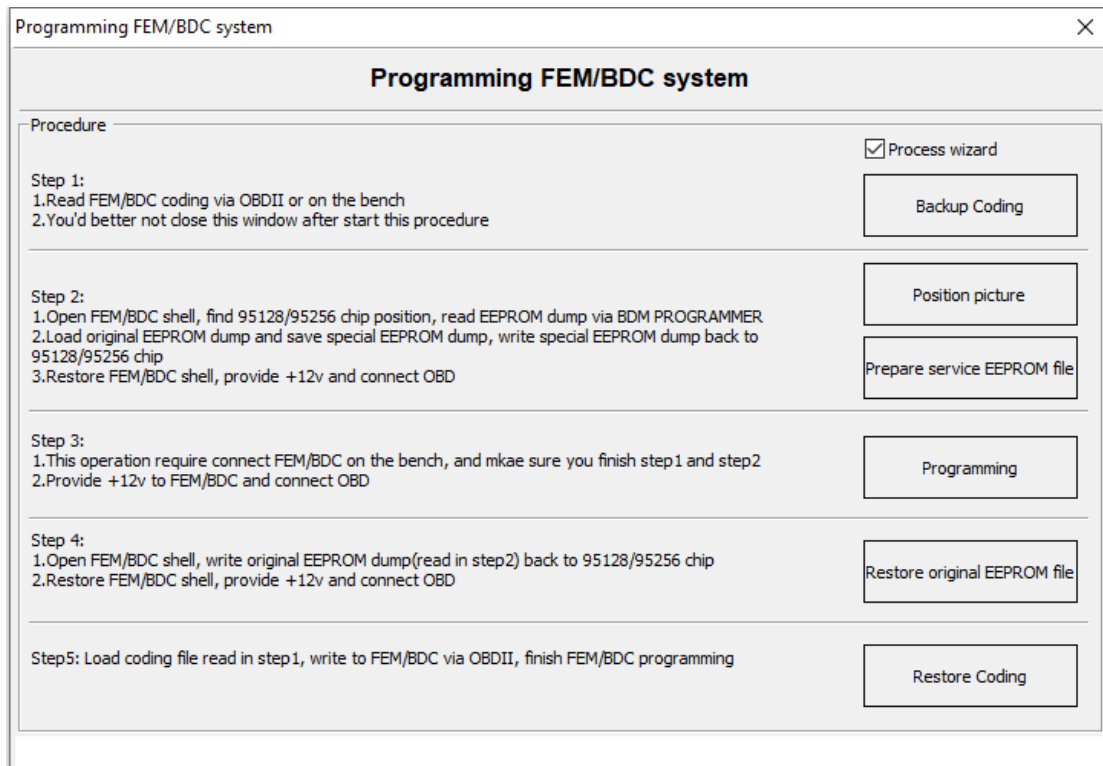 Programming FEM/BDC system
Programming FEM/BDC system
Procedure
Process wizard
Step 1:
1.Read FEM/BDC coding via OBDII or on the bench
2.You'd better not close this window after start this procedure
Backup Coding
Position picture
Step 2:
1.Open FEM/BDC shell, find 95128/95256 chip position, read EEPROM dump via BDM PROGRAMMER
2.Load original EEPROM dump and save special EEPROM dump, write special EEPROM dump back to
95128/95256 chip
3.Restore FEM/BDC shell, provide +12v and connect OBD
Prepare service EEPROM file
Step 3:
1.This operation require connect FEM/BDC on the bench, and mkae sure you finish step1 and step2
2.Provide +12v to FEM/BDC and connect OBD
Programming
Step 4:
1.Open FEM/BDC shell, write original EEPROM dump(read in step2) back to 95128/95256 chip
2.Restore FEM/BDC shell, provide +12v and connect OBD
Restore original EEPROM file
Step5: Load coding file read in step1, write to FEM/BDC via OBDII, finish FEM/BDC programming
Restore Coding